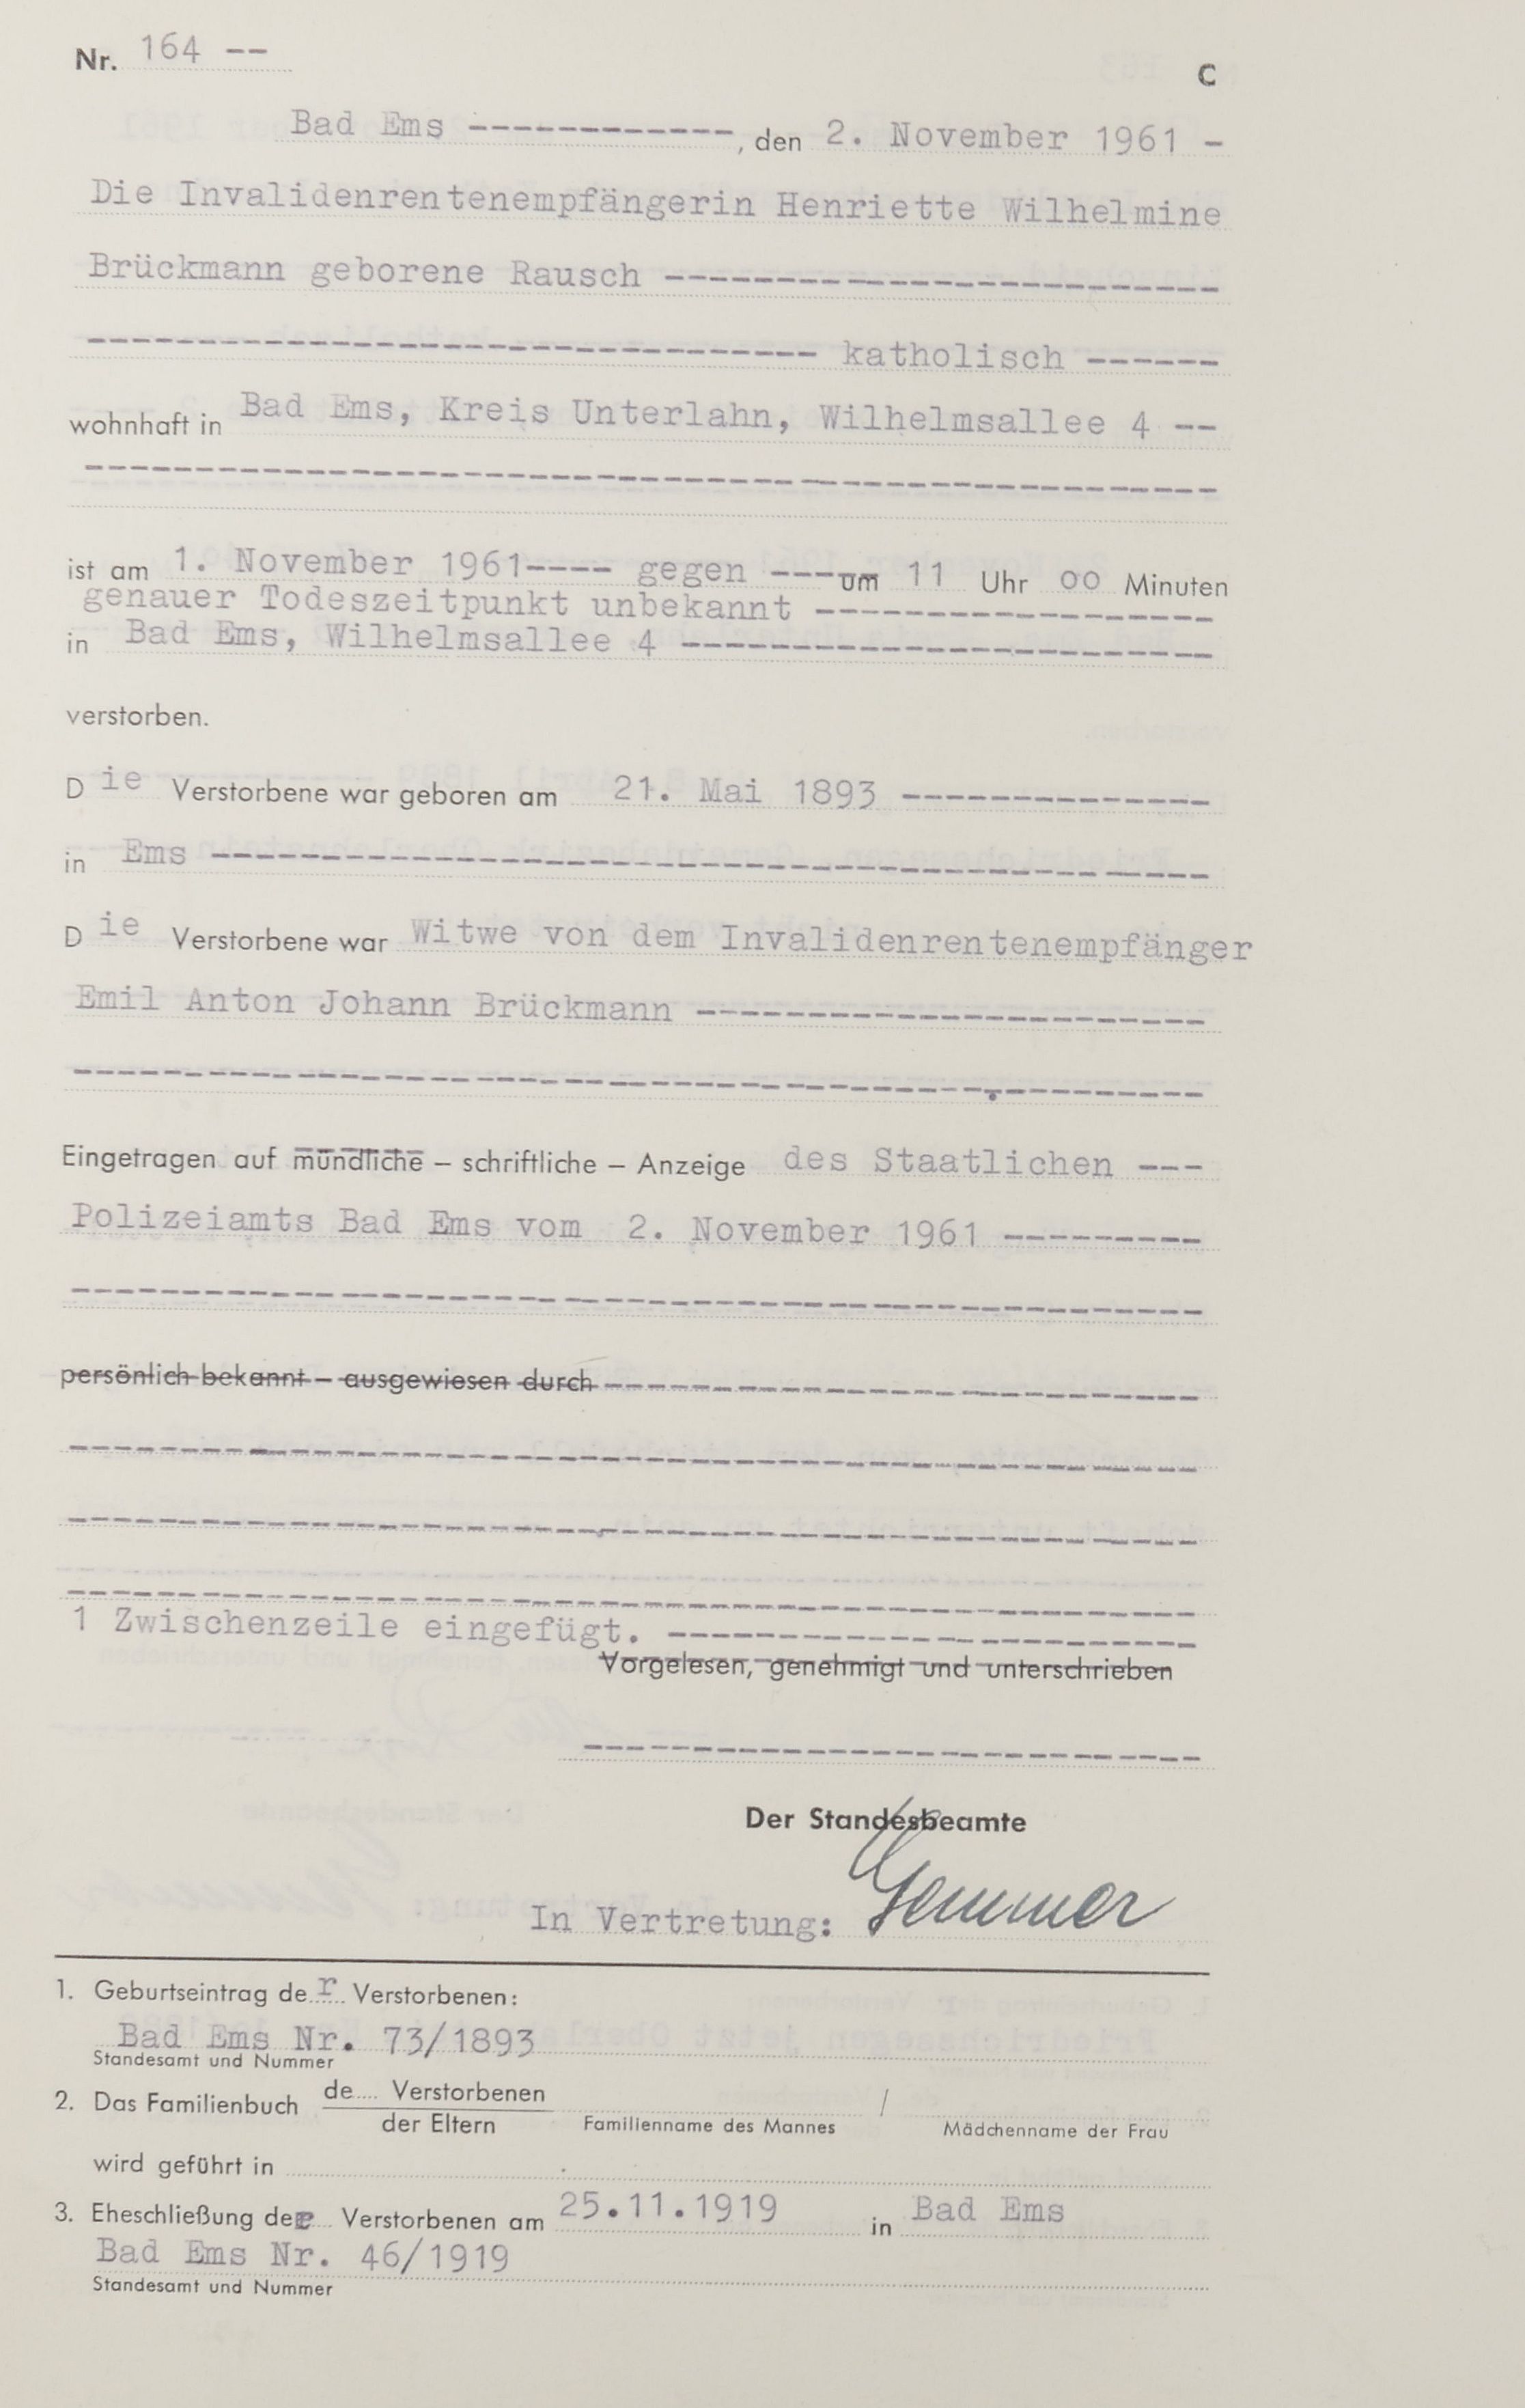 Nr. 164 --
C
Bad Ems ------------, den 2. November 1961 -
Die Invalidenrentenempfängerin Henriette Wilhelmine
Brückmann geborene Rausch -------------------------
--------------------------------- katholisch ------
wohnhaft in Bad Ems, Kreis Unterlahn, Wilhelmsallee 4 --
---------------------------------------------------
ist am 1. November 1961---- gegen ---- um 11 Uhr 00 Minuten
genauer Todeszeitpunkt unbekannt ------------------
in Bad Ems, Wilhelmsallee 4 ------------------------
verstorben.
Die Verstorbene war geboren am 21. Mai 1893 --------------
in Ems ---------------------------------------------
Die Verstorbene war Witwe von dem Invalidenrentenempfänger
Emil Anton Johann Brückmann -----------------------
---------------------------------------------------
Eingetragen auf mündliche – schriftliche – Anzeige des Staatlichen ---
Polizeiamts Bad Ems vom 2. November 1961 ---------
---------------------------------------------------
persönlich bekannt – ausgewiesen durch ---------------------------
---------------------------------------------------
---------------------------------------------------
---------------------------------------------------
1 Zwischenzeile eingefügt. ------------------------
Vorgelesen, genehmigt und unterschrieben
----------------------------
Der Standesbeamte
In Vertretung: Gemmer
1. Geburtseintrag der Verstorbenen:
Bad Ems Nr. 73/1893
Standesamt und Nummer
2. Das Familienbuch de.... Verstorbenen /
der Eltern Familienname des Mannes Mädchenname der Frau
wird geführt in
3. Eheschließung der Verstorbenen am 25.11.1919 in Bad Ems
Bad Ems Nr. 46/1919
Standesamt und Nummer